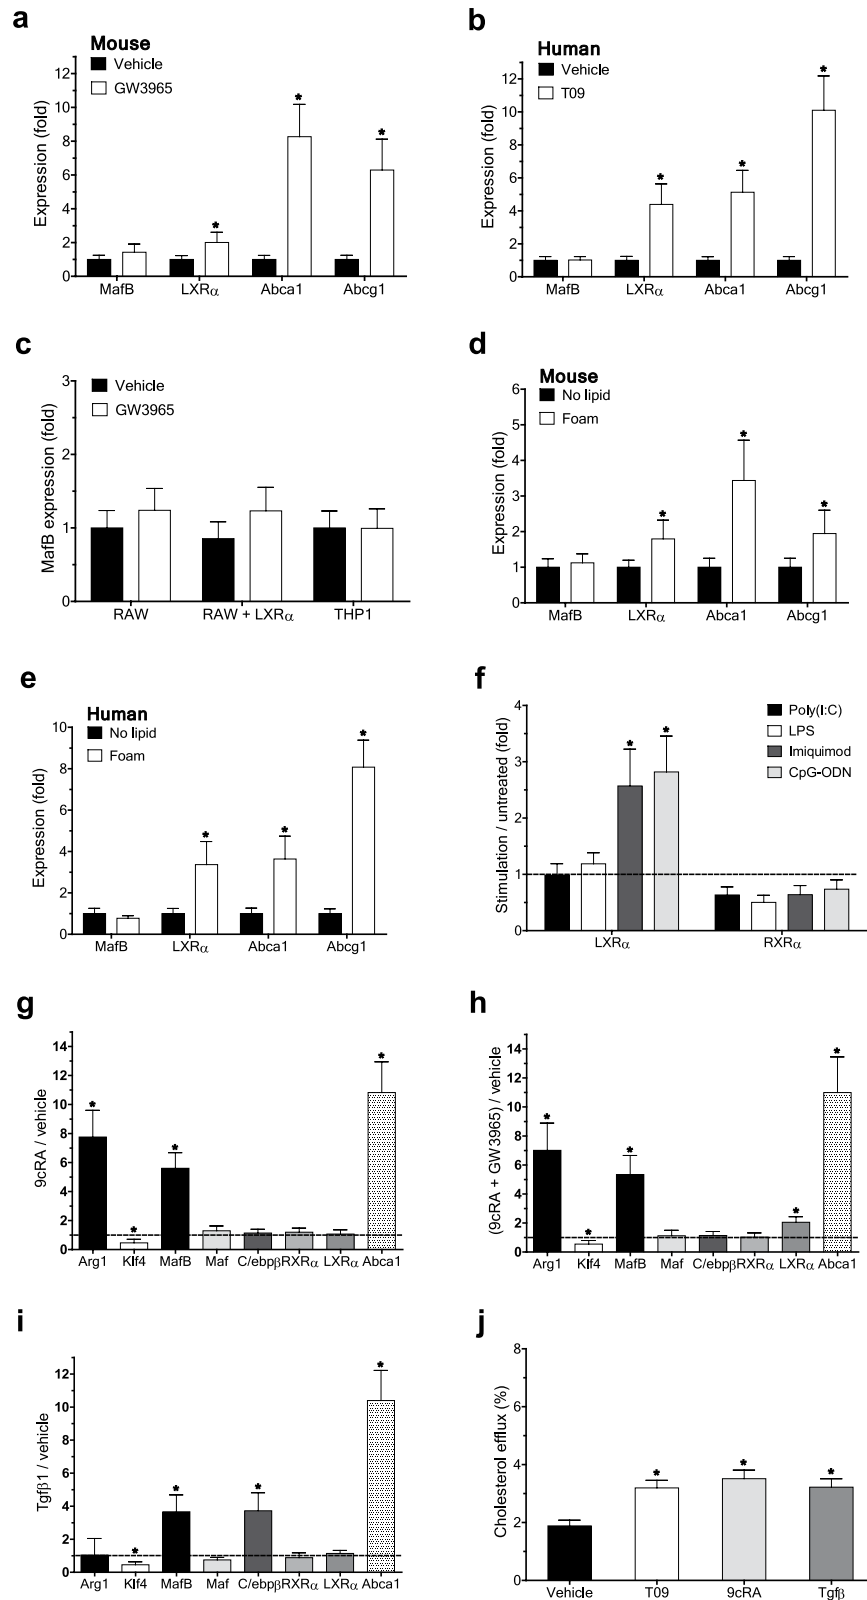 a
Mouse
Vehicle
GW3965
Expression (fold)
12
10
8
6
4
2
0
*
*
*
MafB LXRα Abca1 Abcg1
b
Human
Vehicle
T09
Expression (fold)
12
10
8
6
4
2
0
*
*
*
MafB LXRα Abca1 Abcg1
c
Vehicle
GW3965
MafB expression (fold)
3
2
1
0
RAW RAW + LXRα THP1
d
Mouse
No lipid
Foam
Expression (fold)
6
5
4
3
2
1
0
*
*
*
MafB LXRα Abca1 Abcg1
e
Human
No lipid
Foam
Expression (fold)
10
8
6
4
2
0
*
*
*
MafB LXRα Abca1 Abcg1
f
Poly(I:C)
LPS
Imiquimod
CpG-ODN
Stimulation / untreated (fold)
4
3
2
1
0
* *
LXRα RXRα
g
9cRA / vehicle
14
12
10
8
6
4
2
0
*
*
*
*
Arg1 Klf4 MafB Maf C/ebpβ RXRα LXRα Abca1
h
(9cRA + GW3965) / vehicle
14
12
10
8
6
4
2
0
*
*
*
*
*
Arg1 Klf4 MafB Maf C/ebpβ RXRα LXRα Abca1
i
Tgfβ1 / vehicle
12
10
8
6
4
2
0
*
*
*
*
Arg1 Klf4 MafB Maf C/ebpβ RXRα LXRα Abca1
j
Cholesterol efflux (%)
8
6
4
2
0
* * *
Vehicle T09 9cRA Tgfβ